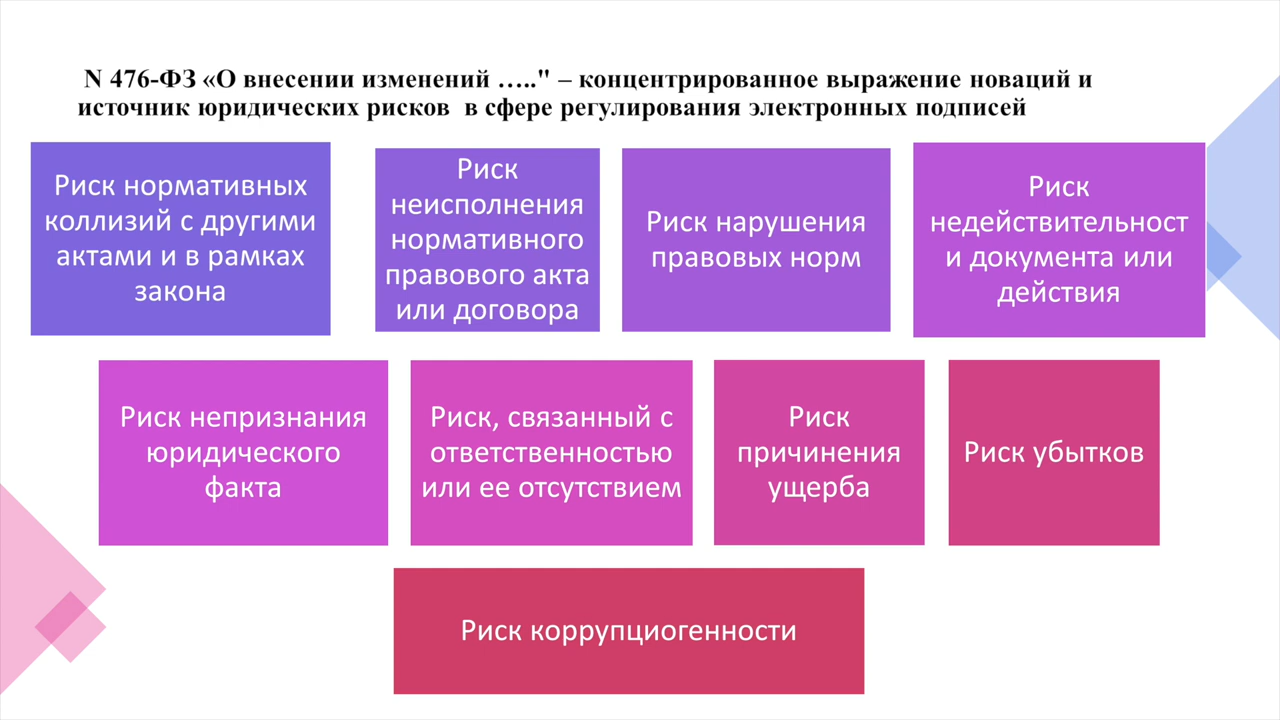 N 476-ФЗ «О внесении изменений ….." – концентрированное выражение новаций и
источник юридических рисков в сфере регулирования электронных подписей
Риск нормативных
коллизий с другими
актами и в рамках
закона
Риск
неисполнения
нормативного
правового акта
или договора
Риск нарушения
правовых норм
Риск
недействительност
и документа или
действия
Риск непризнания
юридического
факта
Риск, связанный с
ответственностью
или ее отсутствием
Риск
причинения
ущерба
Риск убытков
Риск коррупциогенности